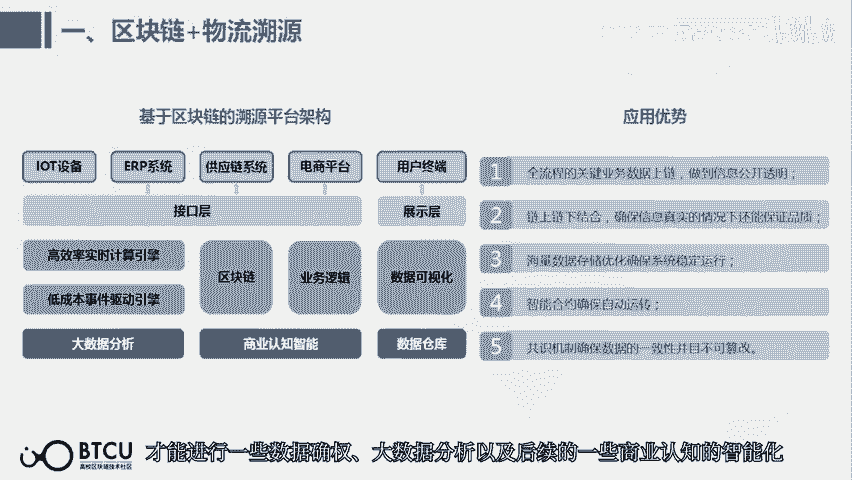 一、区块链+物流溯源
基于区块链的溯源平台架构
IOT设备
ERP系统
供应链系统
电商平台
用户终端
接口层
展示层
高效率实时计算引擎
低成本事件驱动引擎
区块链
业务逻辑
数据可视化
大数据分析
商业认知智能
数据仓库
应用优势
1 全流程的关键业务数据上链，做到信息公开透明；
2 链上链下结合，确保信息真实的情况下还能保证品质；
3 海量数据存储优化确保系统稳定运行；
4 智能合约确保自动运转；
5 共识机制确保数据的一致性并且不可篡改。
BTCU
高校区块链技术社区
才能进行一些数据确权、大数据分析以及后续的一些商业认知的智能化